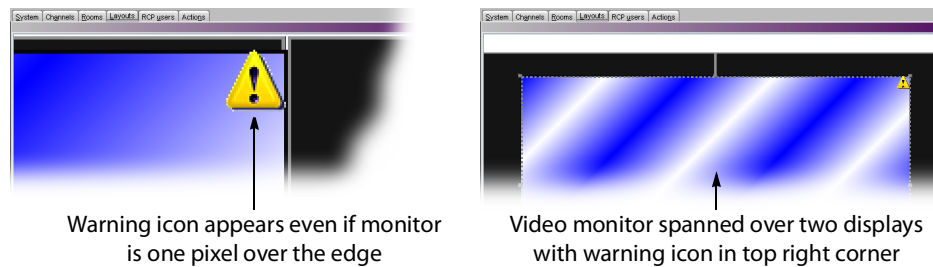 System Channels Rooms Layouts RCP users Actions
System Channels Rooms Layouts RCP users Actions
Warning icon appears even if monitor
is one pixel over the edge
Video monitor spanned over two displays
with warning icon in top right corner